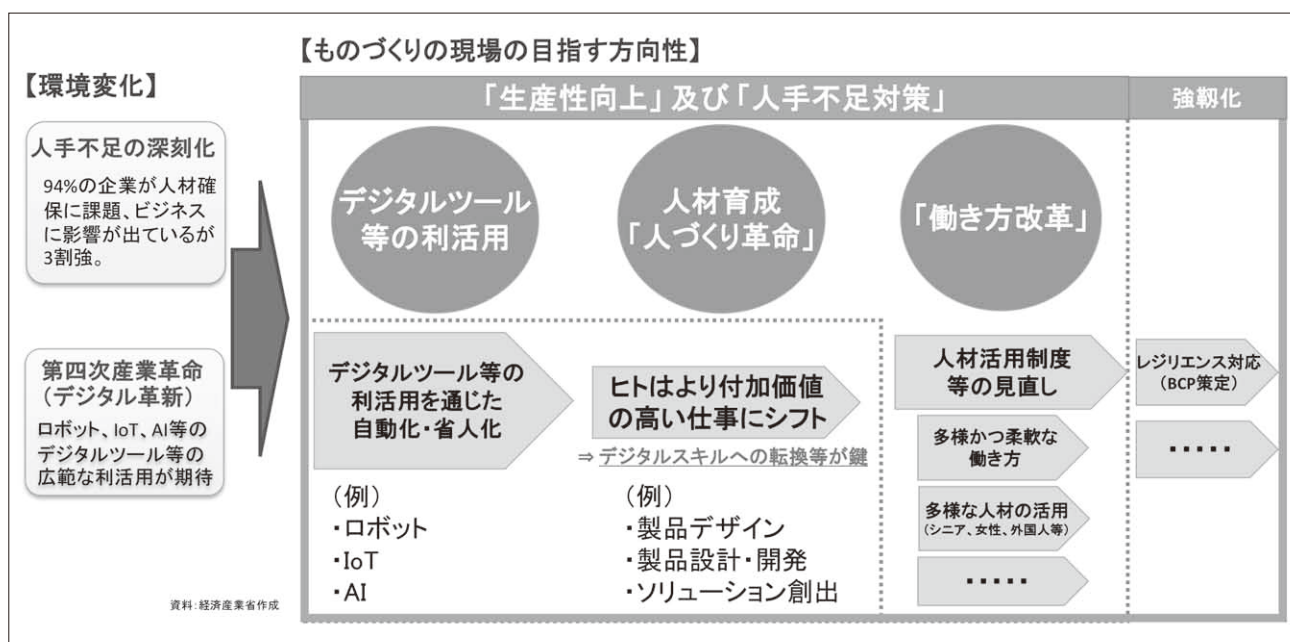 【ものづくりの現場の目指す方向性】
【環境変化】
人手不足の深刻化
94%の企業が人材確
保に課題、ビジネス
に影響が出ているが
3割強。
第四次産業革命
(デジタル革新)
ロボット、IoT、AI等の
デジタルツール等の
広範な利活用が期待
「生産性向上」及び「人手不足対策」
強靱化
デジタルツール
等の利活用
人材育成
「人づくり革命」
「働き方改革」
デジタルツール等の
利活用を通じた
自動化・省人化
ヒトはより付加価値
の高い仕事にシフト
⇒デジタルスキルへの転換等が鍵
(例)
・ロボット
・IoT
・AI
(例)
・製品デザイン
・製品設計・開発
・ソリューション創出
人材活用制度
等の見直し
多様かつ柔軟な
働き方
多様な人材の活用
(シニア、女性、外国人等)
・・・・・
レジリエンス対応
(BCP策定)
・・・・・
資料:経済産業省作成